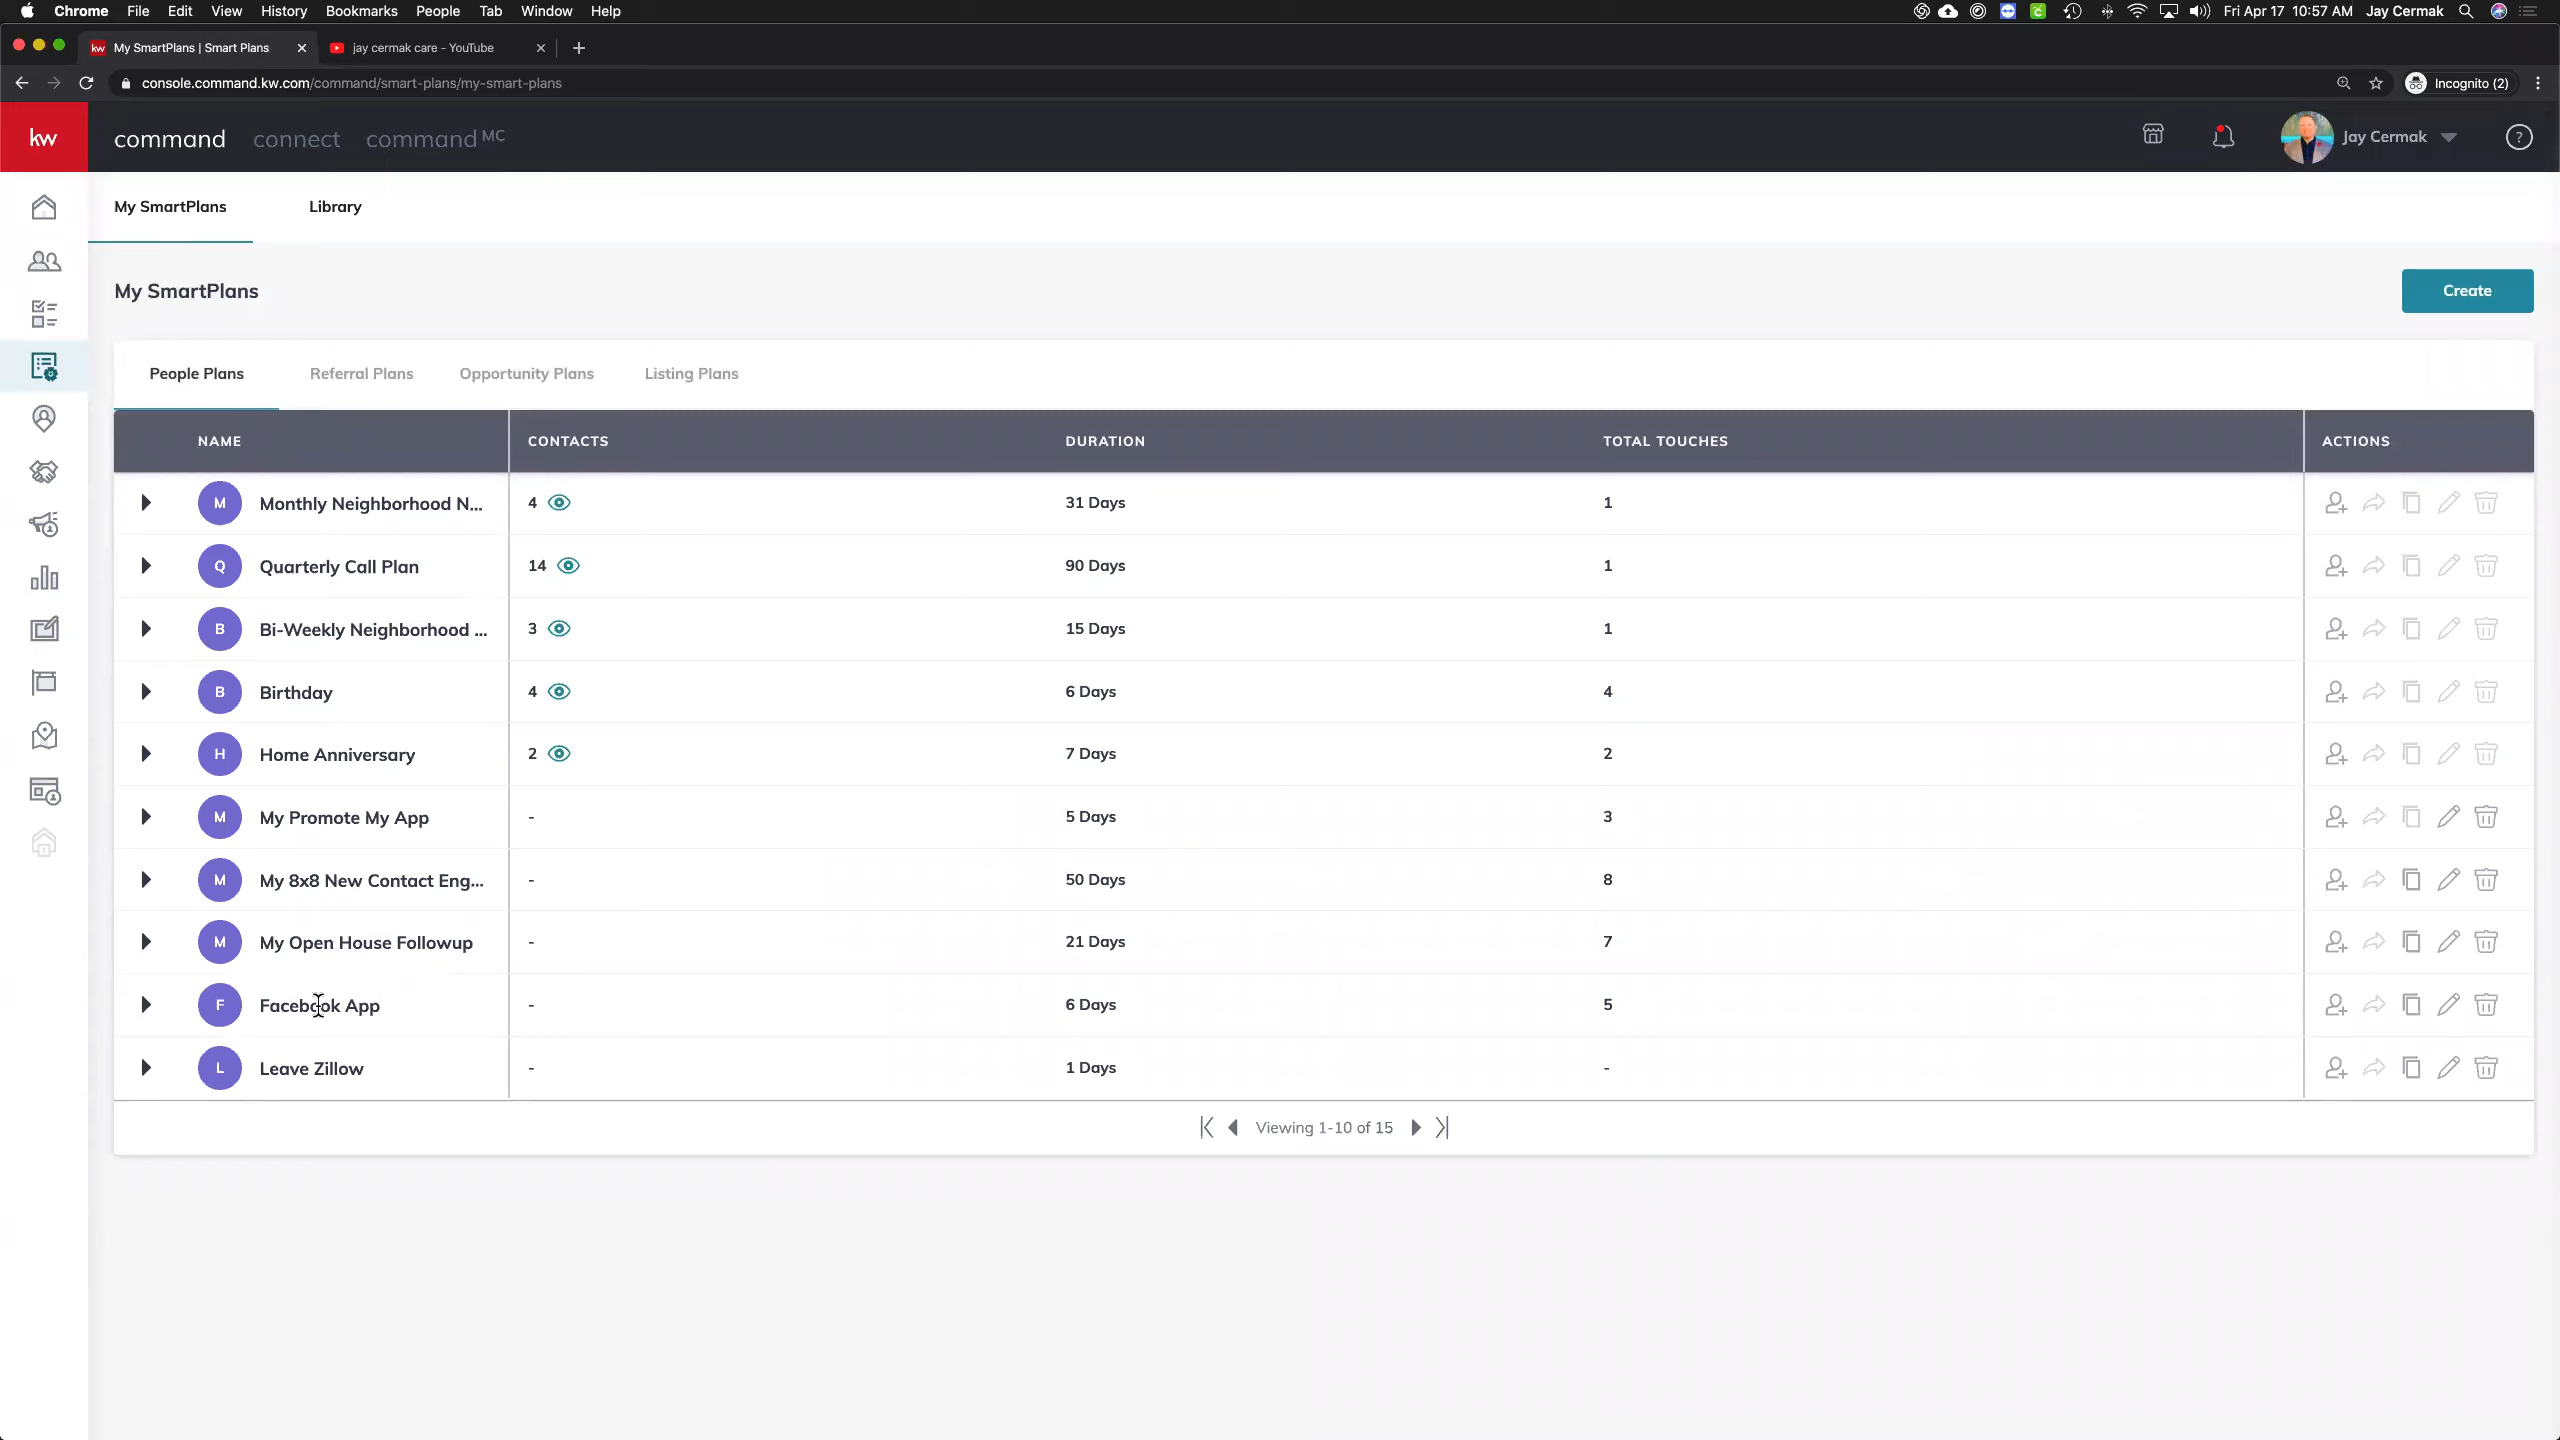 Chrome File Edit View History Bookmarks People Tab Window Help Fri Apr 17 10:57 AM Jay Cermak
kw My SmartPlans | Smart Plans jay cermak care - YouTube
console.command.kw.com/command/smart-plans/my-smart-plans Incognito (2)
kw command connect command MC Jay Cermak ?
My SmartPlans Library
My SmartPlans Create
People Plans Referral Plans Opportunity Plans Listing Plans
NAME CONTACTS DURATION TOTAL TOUCHES ACTIONS
M Monthly Neighborhood N... 4 31 Days 1
Q Quarterly Call Plan 14 90 Days 1
B Bi-Weekly Neighborhood ... 3 15 Days 1
B Birthday 4 6 Days 4
H Home Anniversary 2 7 Days 2
M My Promote My App - 5 Days 3
M My 8x8 New Contact Eng... - 50 Days 8
M My Open House Followup - 21 Days 7
F Facebook App - 6 Days 5
L Leave Zillow - 1 Days -
Viewing 1-10 of 15